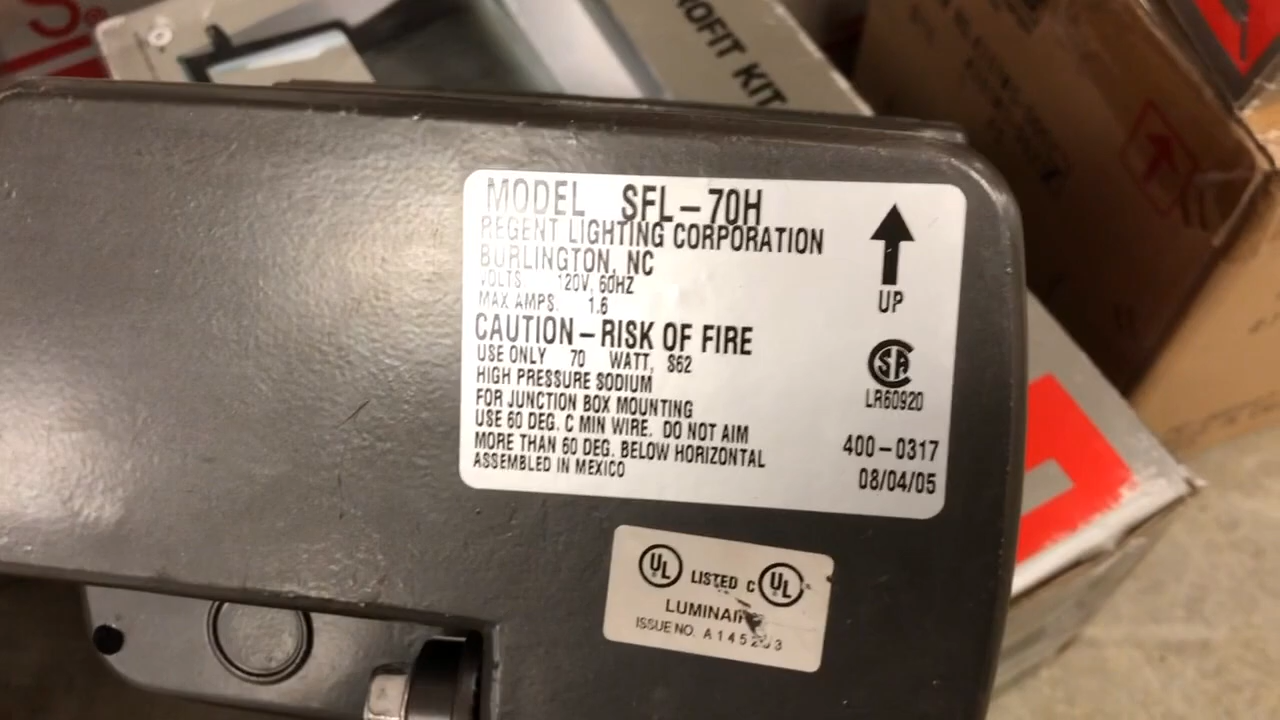 OFIT KIT
MODEL SFL-70H
REGENT LIGHTING CORPORATION
BURLINGTON, NC
VOLTS 120V, 60HZ
MAX AMPS. 1.6
CAUTION-RISK OF FIRE
USE ONLY 70 WATT, S62
HIGH PRESSURE SODIUM
FOR JUNCTION BOX MOUNTING
USE 60 DEG. C MIN WIRE. DO NOT AIM
MORE THAN 60 DEG. BELOW HORIZONTAL
ASSEMBLED IN MEXICO
UP
SA
LR60920
400-0317
08/04/05
UL LISTED C UL
ISSUE NO.